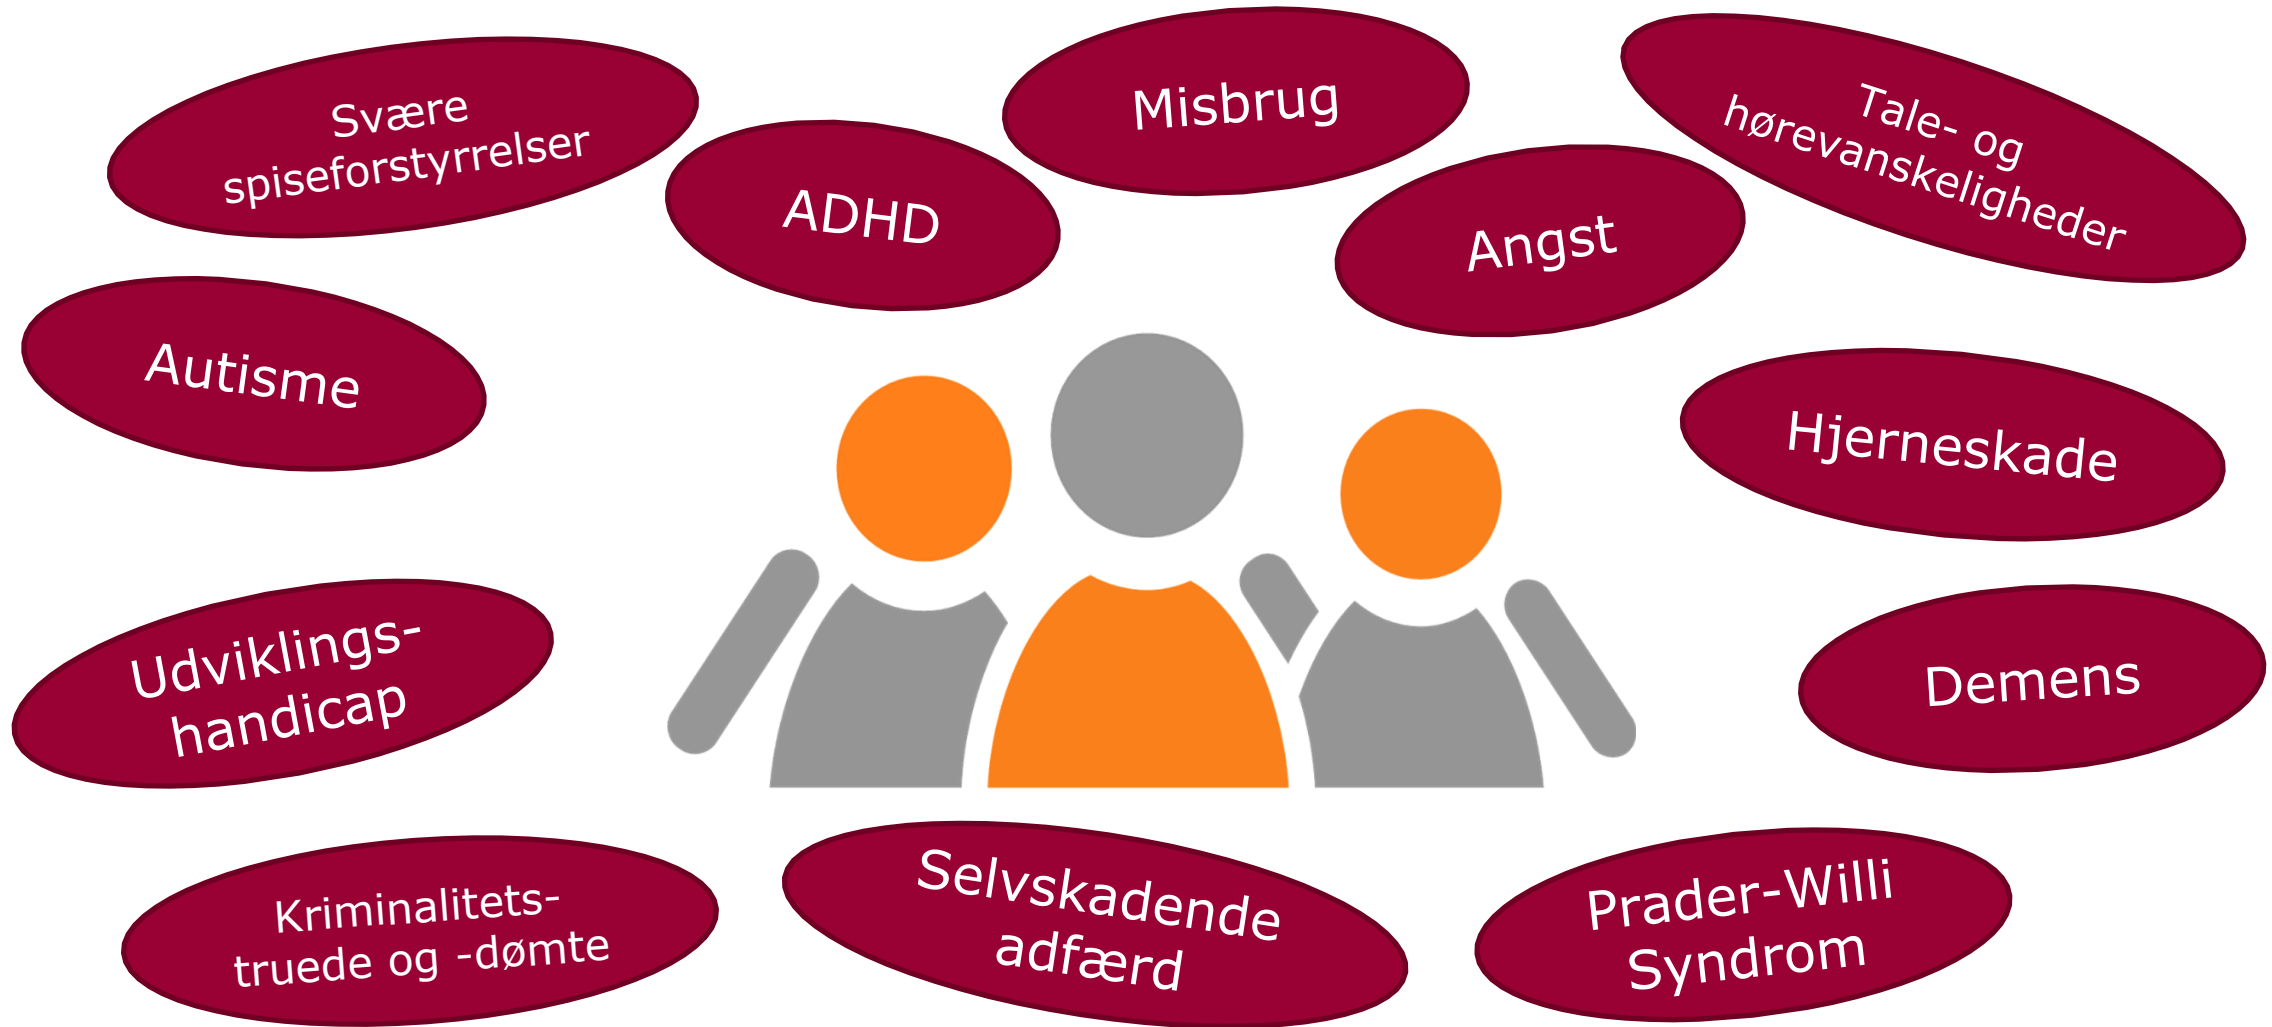 Svære
spiseforstyrrelser
ADHD
Misbrug
Angst
Tale- og
hørevanskeligheder
Autisme
Hjerneskade
Udviklings-
handicap
Demens
Kriminalitets-
truede og -dømte
Selvskadende
adfærd
Prader-Willi
Syndrom